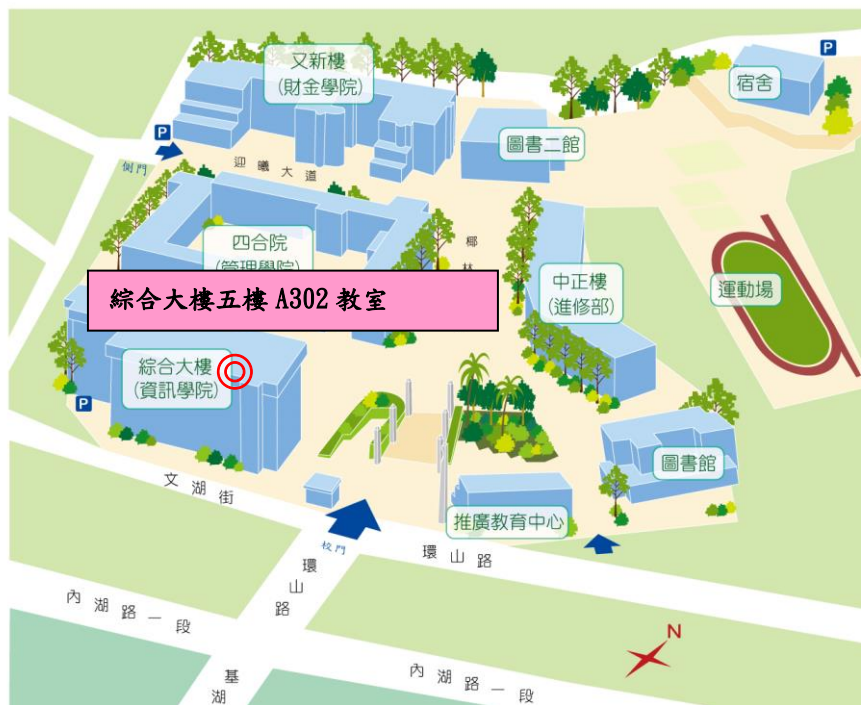 又新樓
(財金學院)
P
宿舍
圖書二館
P
側門
迎曦大道
四合院
(管理學院)
椰林
中正樓
(進修部)
運動場
綜合大樓五樓 A302 教室
綜合大樓
(資訊學院)
P
圖書館
文湖街
推廣教育中心
校門
環山路
環山路
內湖路一段
N
內湖路一段
基湖